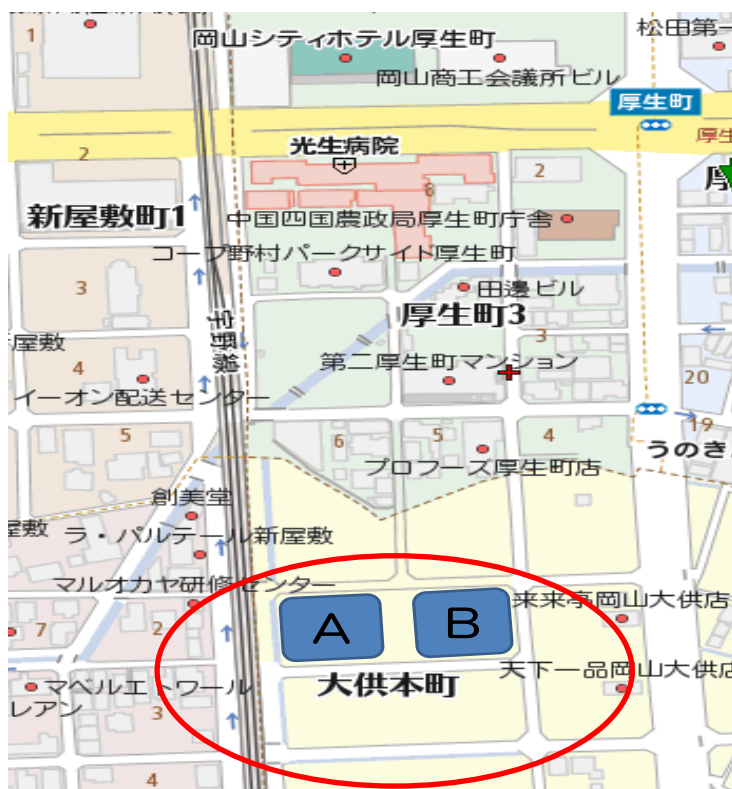 1
岡山シティホテル厚生町
松田第一
岡山商工会議所ビル
厚生町
2
光生病院
厚生
8
2
厚
新屋敷町1
中国四国農政局厚生町庁舎
コープ野村パークサイト厚生町
3
田邊ビル
宇野線
厚生町3
屋敷
3
4
第二厚生町マンション
20
イーオン配送センター
19
5
6
5
4
うのき
プロフーズ厚生町店
創美堂
屋敷
ラ・パルテール新屋敷
マルオカヤ研修センター
来来亭岡山大供店
A
B
7
2
天下一品岡山大供店
マベルエトワール
大供本町
レアン
3
4